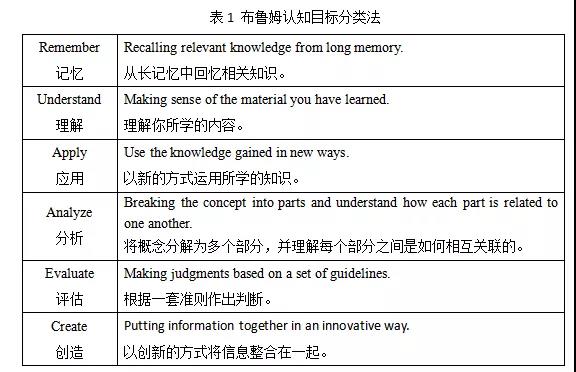 表 1 布鲁姆认知目标分类法
Remember
记忆
Recalling relevant knowledge from long memory.
从长记忆中回忆相关知识。
Understand
理解
Making sense of the material you have learned.
理解你所学的内容。
Apply
应用
Use the knowledge gained in new ways.
以新的方式运用所学的知识。
Analyze
分析
Breaking the concept into parts and understand how each part is related to
one another.
将概念分解为多个部分，并理解每个部分之间是如何相互关联的。
Evaluate
评估
Making judgments based on a set of guidelines.
根据一套准则作出判断。
Create
创造
Putting information together in an innovative way.
以创新的方式将信息整合在一起。